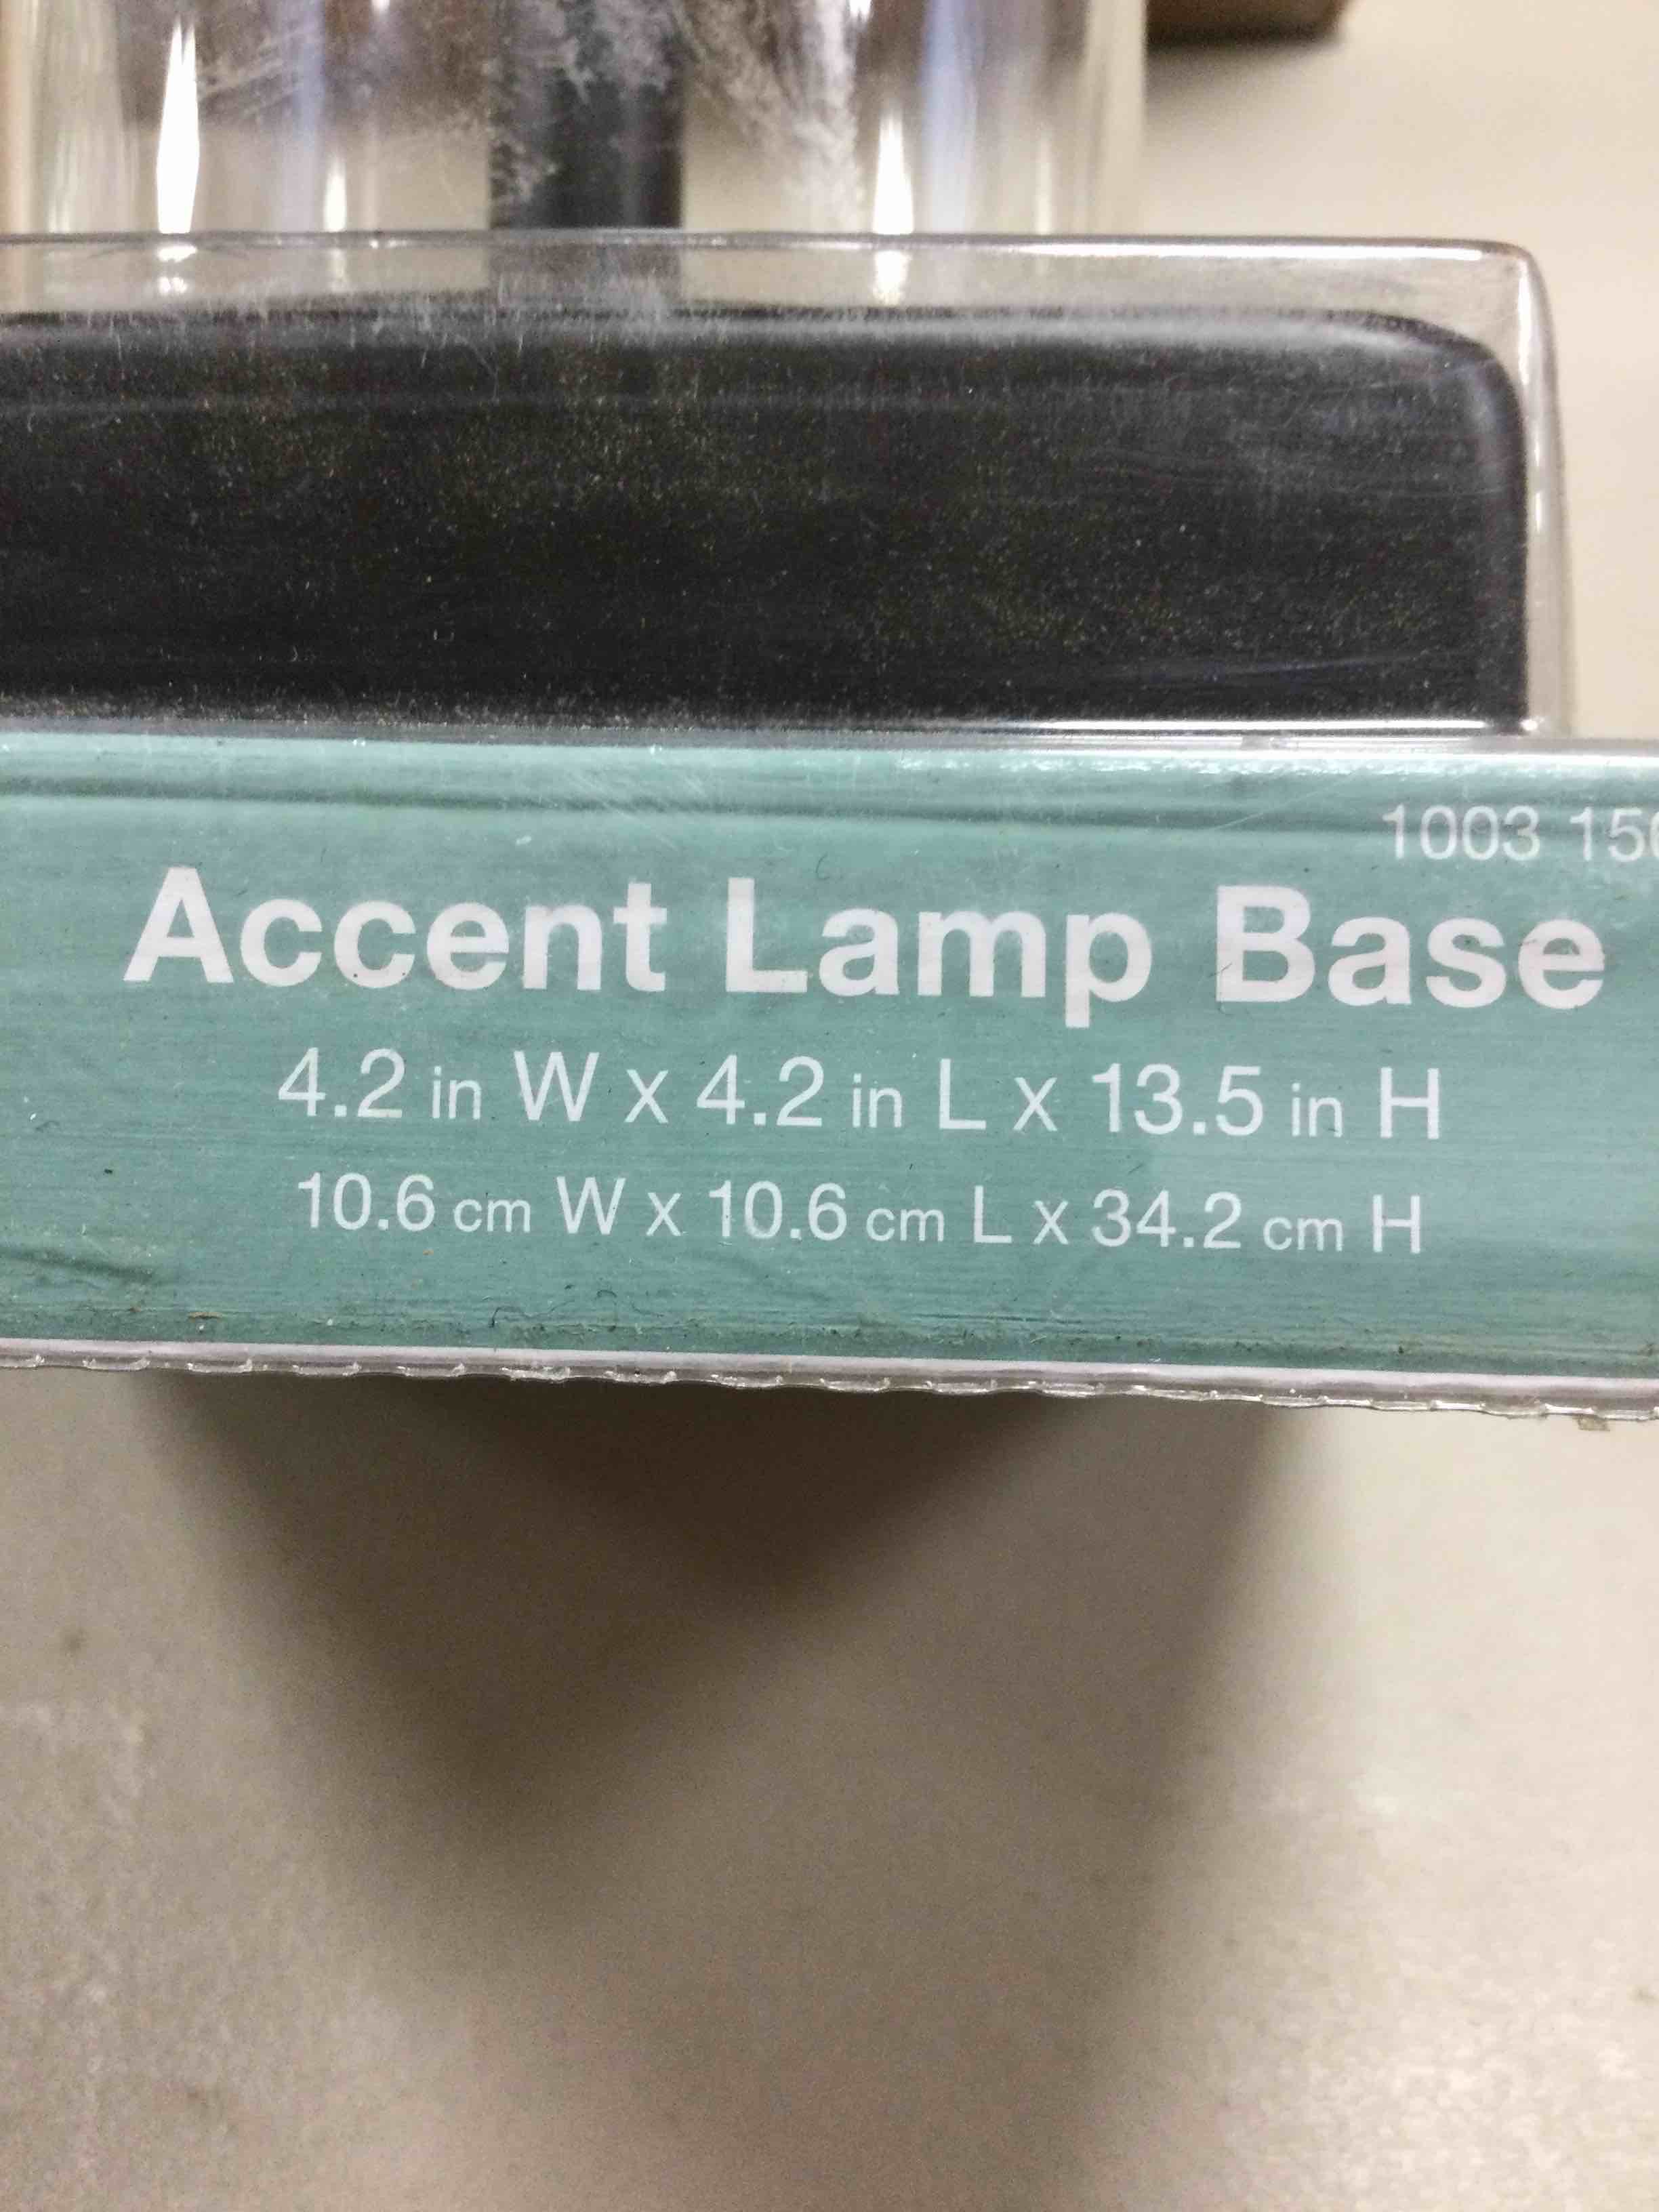 1003
Accent Lamp Base
4.2 in W x 4.2 in L x 13.5 in H
10.6 cm W x 10.6 cm L x 34.2 cm H